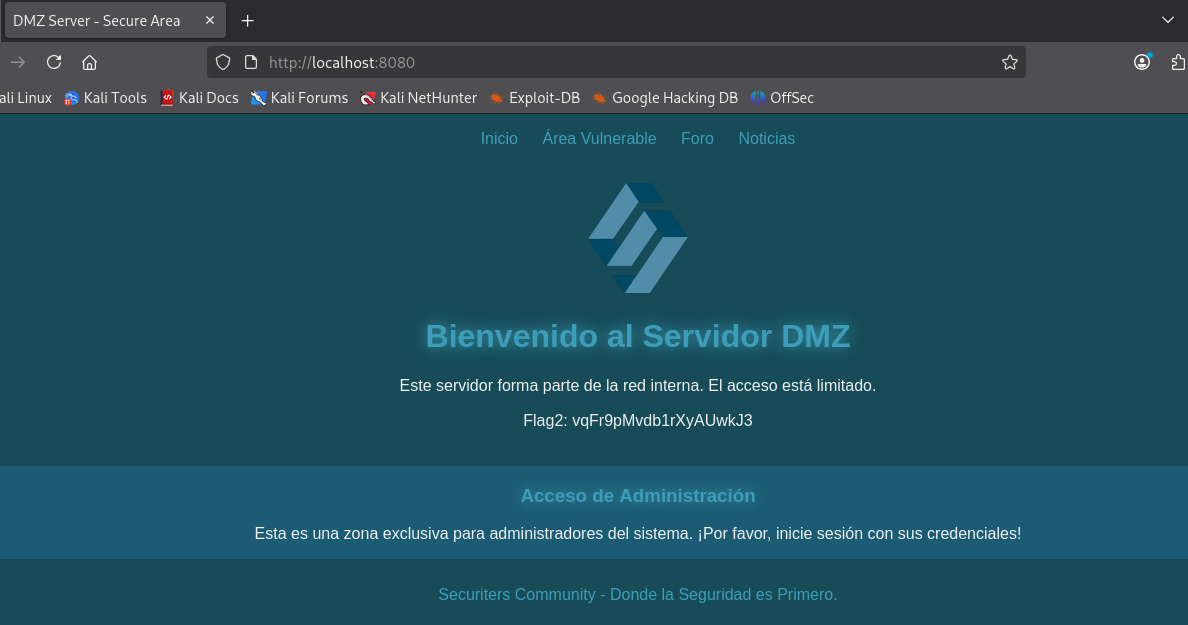 DMZ Server - Secure Area
http://localhost:8080
ali Linux Kali Tools Kali Docs Kali Forums Kali NetHunter Exploit-DB Google Hacking DB OffSec
Inicio Área Vulnerable Foro Noticias
Bienvenido al Servidor DMZ
Este servidor forma parte de la red interna. El acceso está limitado.
Flag2: vqFr9pMvdb1rXyAUwkJ3
Acceso de Administración
Esta es una zona exclusiva para administradores del sistema. ¡Por favor, inicie sesión con sus credenciales!
Securiters Community - Donde la Seguridad es Primero.